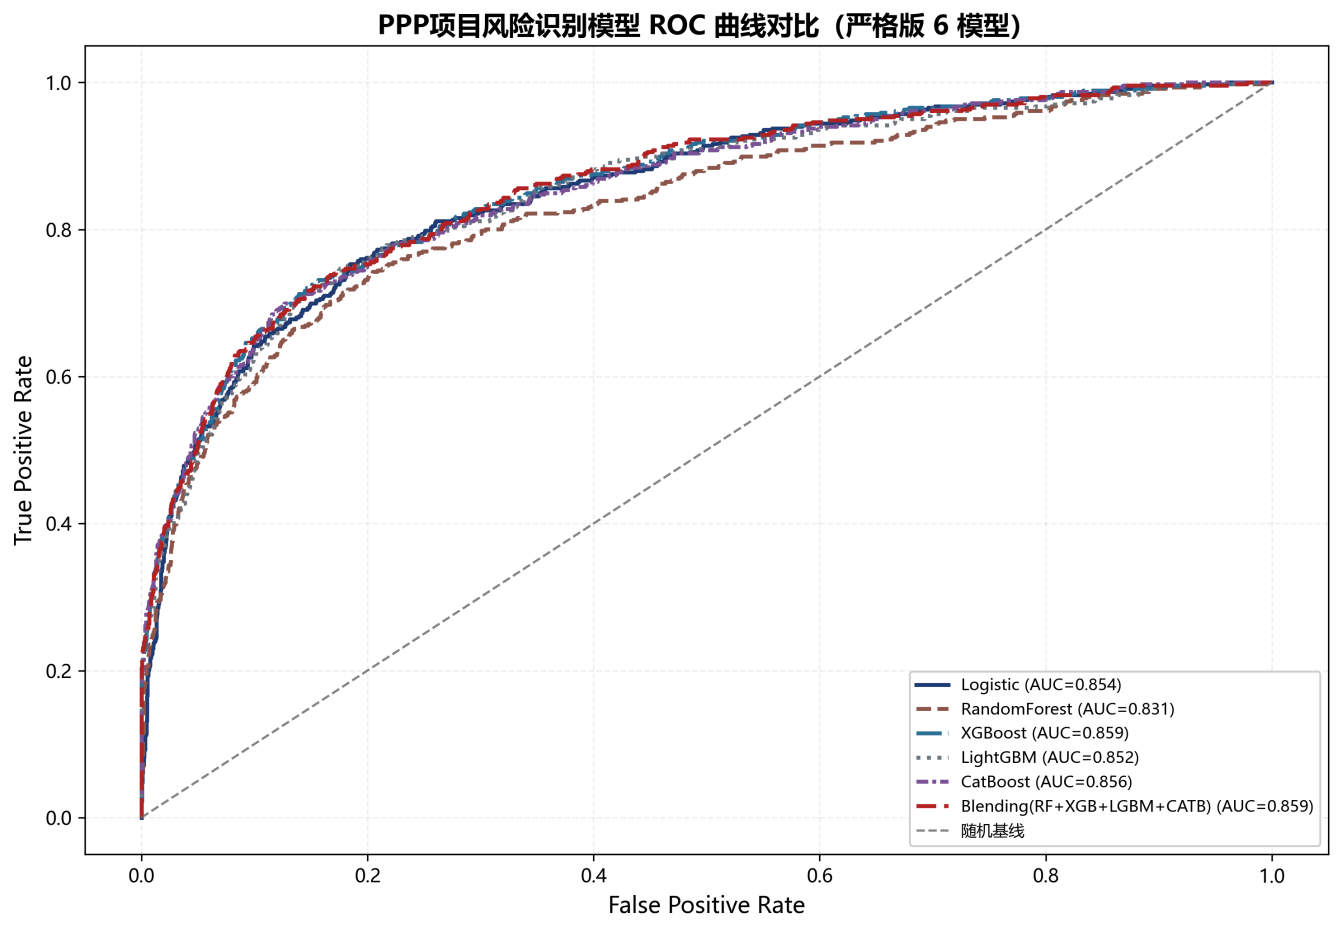 PPP项目风险识别模型 ROC 曲线对比（严格版 6 模型）
True Positive Rate
1.0
0.8
0.6
0.4
0.2
0.0
0.0 0.2 0.4 0.6 0.8 1.0
False Positive Rate
Logistic (AUC=0.854)
RandomForest (AUC=0.831)
XGBoost (AUC=0.859)
LightGBM (AUC=0.852)
CatBoost (AUC=0.856)
Blending(RF+XGB+LGBM+CATB) (AUC=0.859)
随机基线